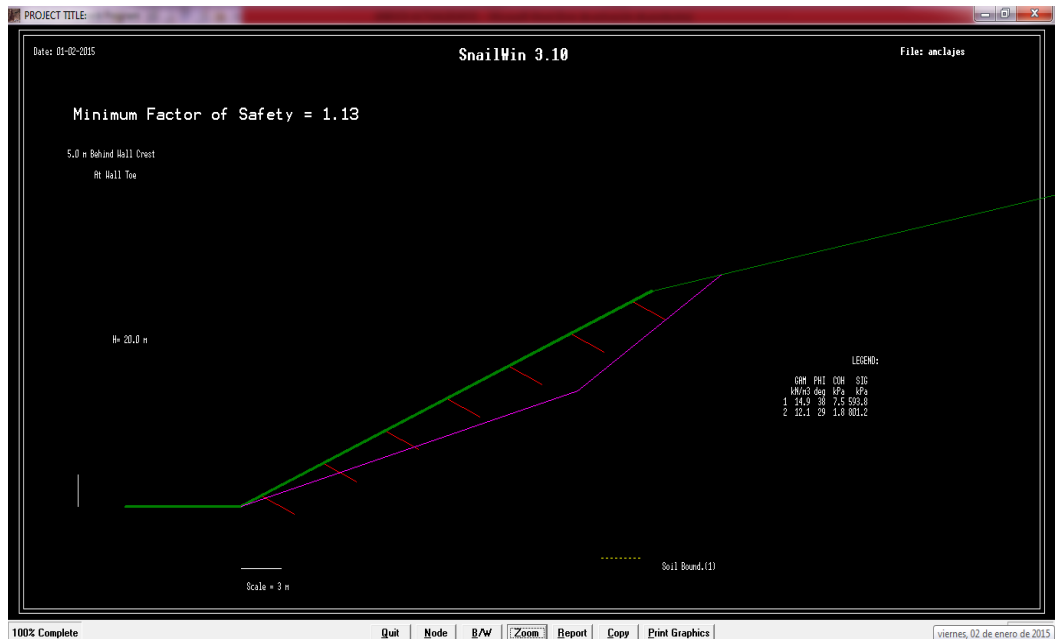 PROJECT TITLE:
Date: 01-02-2015
SnailWin 3.10
File: amclajes
Minimum Factor of Safety = 1.13
5.0 m Behind Wall Crest
At Wall Toe
H= 20.0 m
LEGEND:
GAM PHI COH SIG
kN/m3 deg kPa kPa
1 14.9 38 7.5 593.8
2 12.1 29 1.8 801.2
Soil Bound.(1)
Scale = 3 m
100% Complete
Quit Node B/W Zoom Report Copy Print Graphics
viernes, 02 de enero de 2015